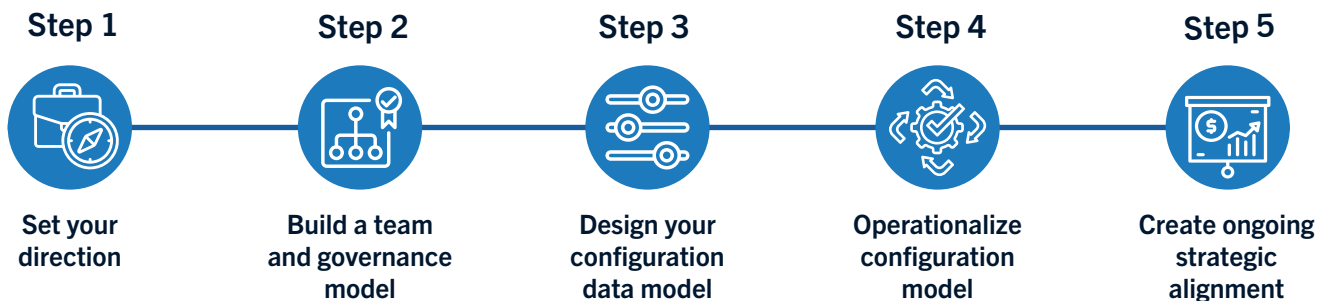 Step 1
Step 2
Step 3
Step 4
Step 5
$
Set your
direction
Build a team
and governance
model
Design your
configuration
data model
Operationalize
configuration
model
Create ongoing
strategic
alignment